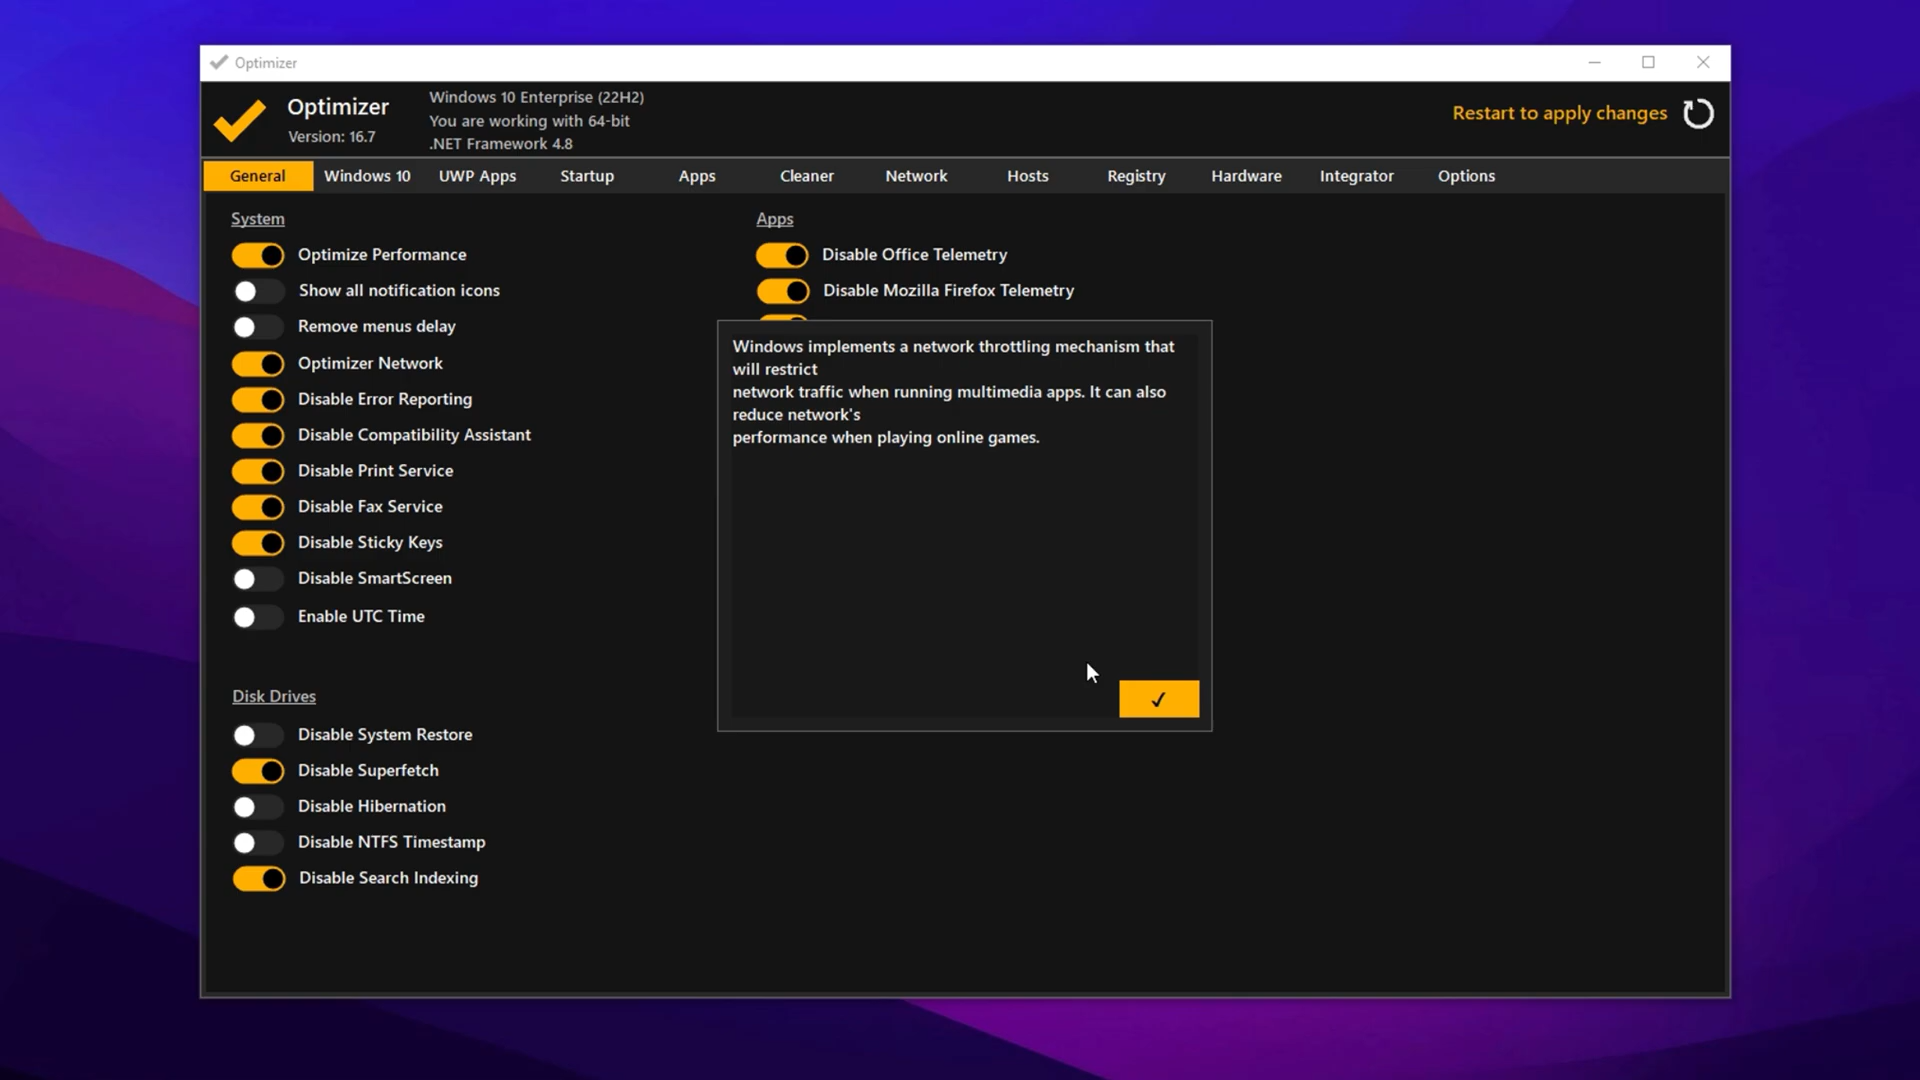 Optimizer
Optimizer
Version: 16.7
Windows 10 Enterprise (22H2)
You are working with 64-bit
.NET Framework 4.8
Restart to apply changes
General
Windows 10
UWP Apps
Startup
Apps
Cleaner
Network
Hosts
Registry
Hardware
Integrator
Options
System
Optimize Performance
Show all notification icons
Remove menus delay
Optimizer Network
Disable Error Reporting
Disable Compatibility Assistant
Disable Print Service
Disable Fax Service
Disable Sticky Keys
Disable SmartScreen
Enable UTC Time
Disk Drives
Disable System Restore
Disable Superfetch
Disable Hibernation
Disable NTFS Timestamp
Disable Search Indexing
Apps
Disable Office Telemetry
Disable Mozilla Firefox Telemetry
Windows implements a network throttling mechanism that
will restrict
network traffic when running multimedia apps. It can also
reduce network's
performance when playing online games.